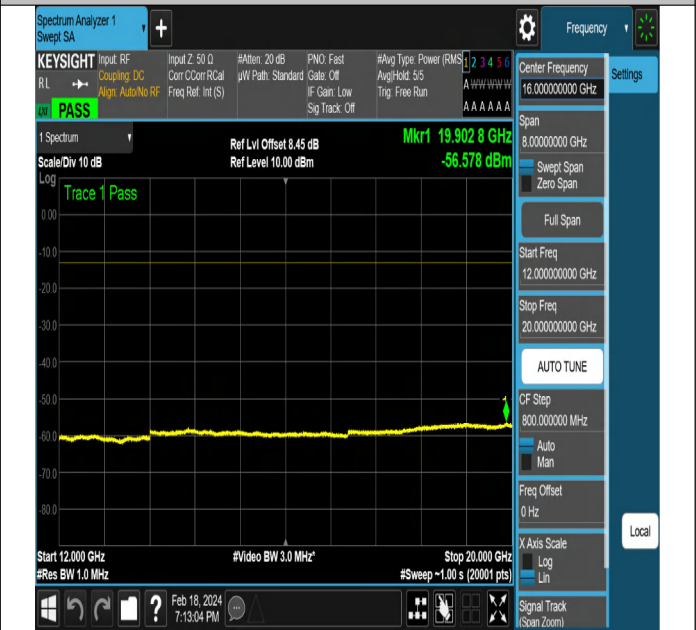 Spectrum Analyzer 1
Swept SA
Frequency
KEYSIGHT
RL
PASS
Input: RF
Coupling: DC
Align: Auto/No RF
Input Z: 50 Ω
Corr CCorr RCal
Freq Ref: Int (S)
#Atten: 20 dB
µW Path: Standard
PNO: Fast
Gate: Off
IF Gain: Low
Sig Track: Off
#Avg Type: Power (RMS
Avg|Hold: 5/5
Trig: Free Run
1 2 3 4 5 6
A W W W W W
A A A A A A
1 Spectrum
Scale/Div 10 dB
Ref Lvl Offset 8.45 dB
Ref Level 10.00 dBm
Mkr1 19.902 8 GHz
-56.578 dBm
Log
Trace 1 Pass
0.00
-10.0
-20.0
-30.0
-40.0
-50.0
-60.0
-70.0
-80.0
1
Start 12.000 GHz
#Res BW 1.0 MHz
#Video BW 3.0 MHz*
Stop 20.000 GHz
#Sweep ~1.00 s (20001 pts)
Feb 18, 2024
7:13:04 PM
Center Frequency
16.000000000 GHz
Settings
Span
8.00000000 GHz
Swept Span
Zero Span
Full Span
Start Freq
12.000000000 GHz
Stop Freq
20.000000000 GHz
AUTO TUNE
CF Step
800.000000 MHz
Auto
Man
Freq Offset
0 Hz
X Axis Scale
Log
Lin
Local
Signal Track
(Span Zoom)